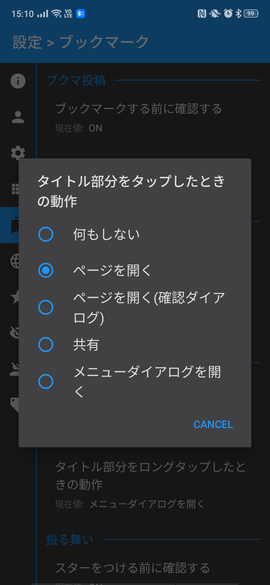 15:10
99
設定 > ブックマーク
ブクマ投稿
ブックマークする前に確認する
現在値: ON
タイトル部分をタップしたとき
の動作
何もしない
ページを開く
ページを開く(確認ダイア
ログ)
共有
メニューダイアログを開
く
CANCEL
タイトル部分をロングタップしたと
きの動作
現在値: メニューダイアログを開く
振る舞い
スターをつける前に確認する